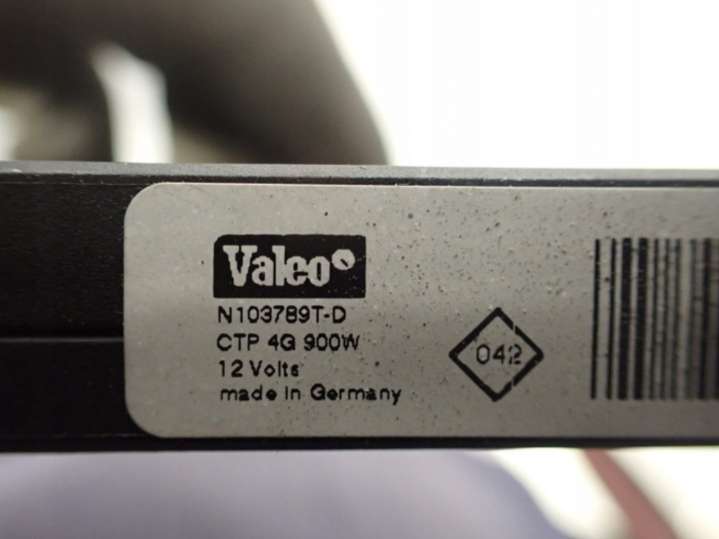 Valeo
N103789T-D
CTP 4G 900W
12 Volts
made in Germany
042